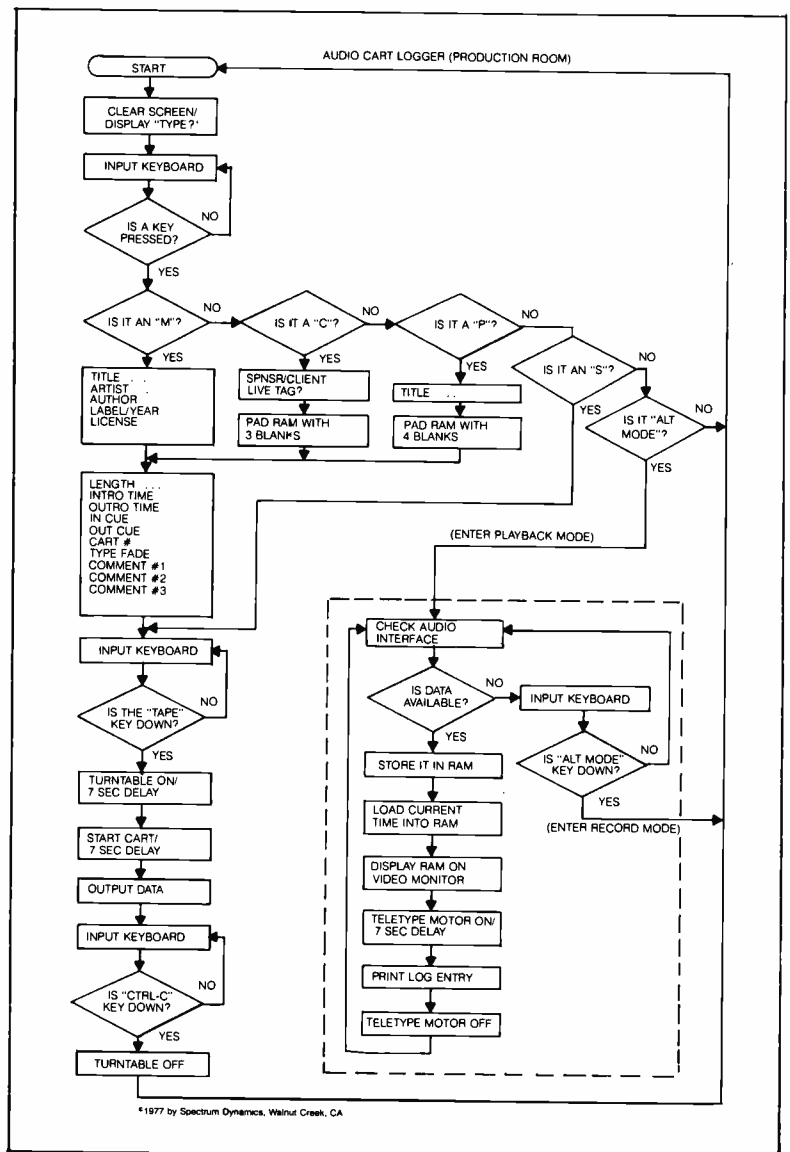 AUDIO CART LOGGER (PRODUCTION ROOM)
START
CLEAR SCREEN/
DISPLAY "TYPE?"
INPUT KEYBOARD
IS A KEY
PRESSED?
NO
YES
IS IT AN "M"?
NO
YES
IS IT A "C"?
NO
YES
IS IT A "P"?
NO
YES
IS IT AN "S"?
NO
YES
IS IT "ALT
MODE"?
NO
YES
TITLE . .
ARTIST .
AUTHOR
LABEL/YEAR
LICENSE
SPNSR/CLIENT
LIVE TAG?
PAD RAM WITH
3 BLANKS
TITLE . .
PAD RAM WITH
4 BLANKS
LENGTH . . .
INTRO TIME
OUTRO TIME
IN CUE
OUT CUE
CART #
TYPE FADE
COMMENT #1
COMMENT #2
COMMENT #3
INPUT KEYBOARD
IS THE "TAPE"
KEY DOWN?
NO
YES
TURNTABLE ON/
7 SEC DELAY
START CART/
7 SEC DELAY
OUTPUT DATA
INPUT KEYBOARD
IS "CTRL-C"
KEY DOWN?
NO
YES
TURNTABLE OFF
(ENTER PLAYBACK MODE)
CHECK AUDIO
INTERFACE
IS DATA
AVAILABLE?
NO
YES
INPUT KEYBOARD
IS "ALT MODE"
KEY DOWN?
NO
YES
(ENTER RECORD MODE)
STORE IT IN RAM
LOAD CURRENT
TIME INTO RAM
DISPLAY RAM ON
VIDEO MONITOR
TELETYPE MOTOR ON/
7 SEC DELAY
PRINT LOG ENTRY
TELETYPE MOTOR OFF
©1977 by Spectrum Dynamics, Walnut Creek, CA